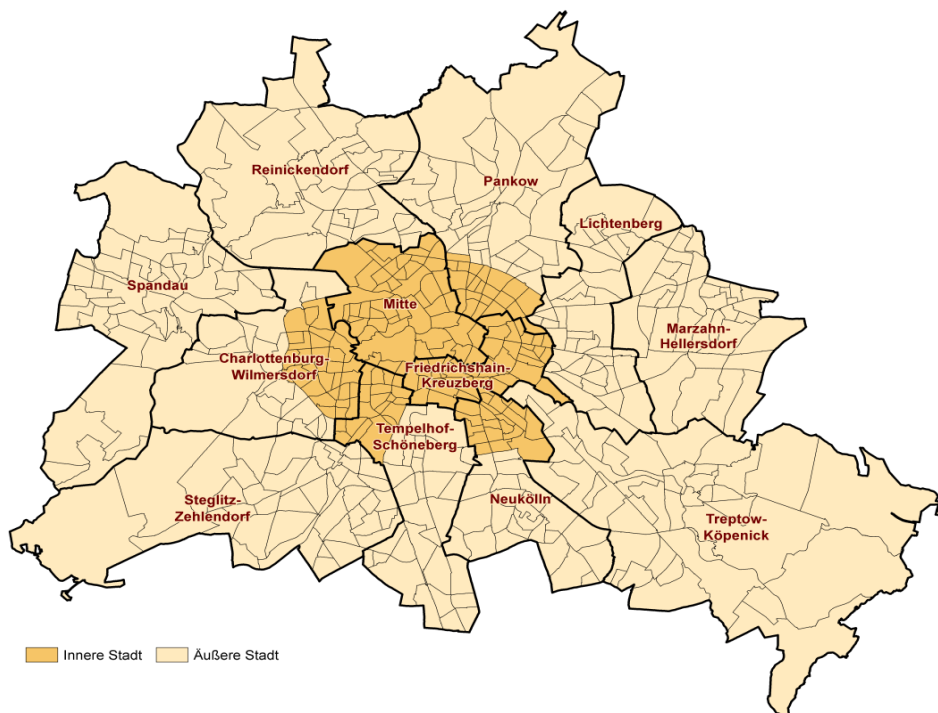 Reinickendorf
Pankow
Lichtenberg
Spandau
Mitte
Marzahn-
Hellersdorf
Charlottenburg-
Wilmersdorf
Friedrichshain-
Kreuzberg
Tempelhof-
Schöneberg
Steglitz-
Zehlendorf
Neukölln
Treptow-
Köpenick
Innere Stadt
Äußere Stadt